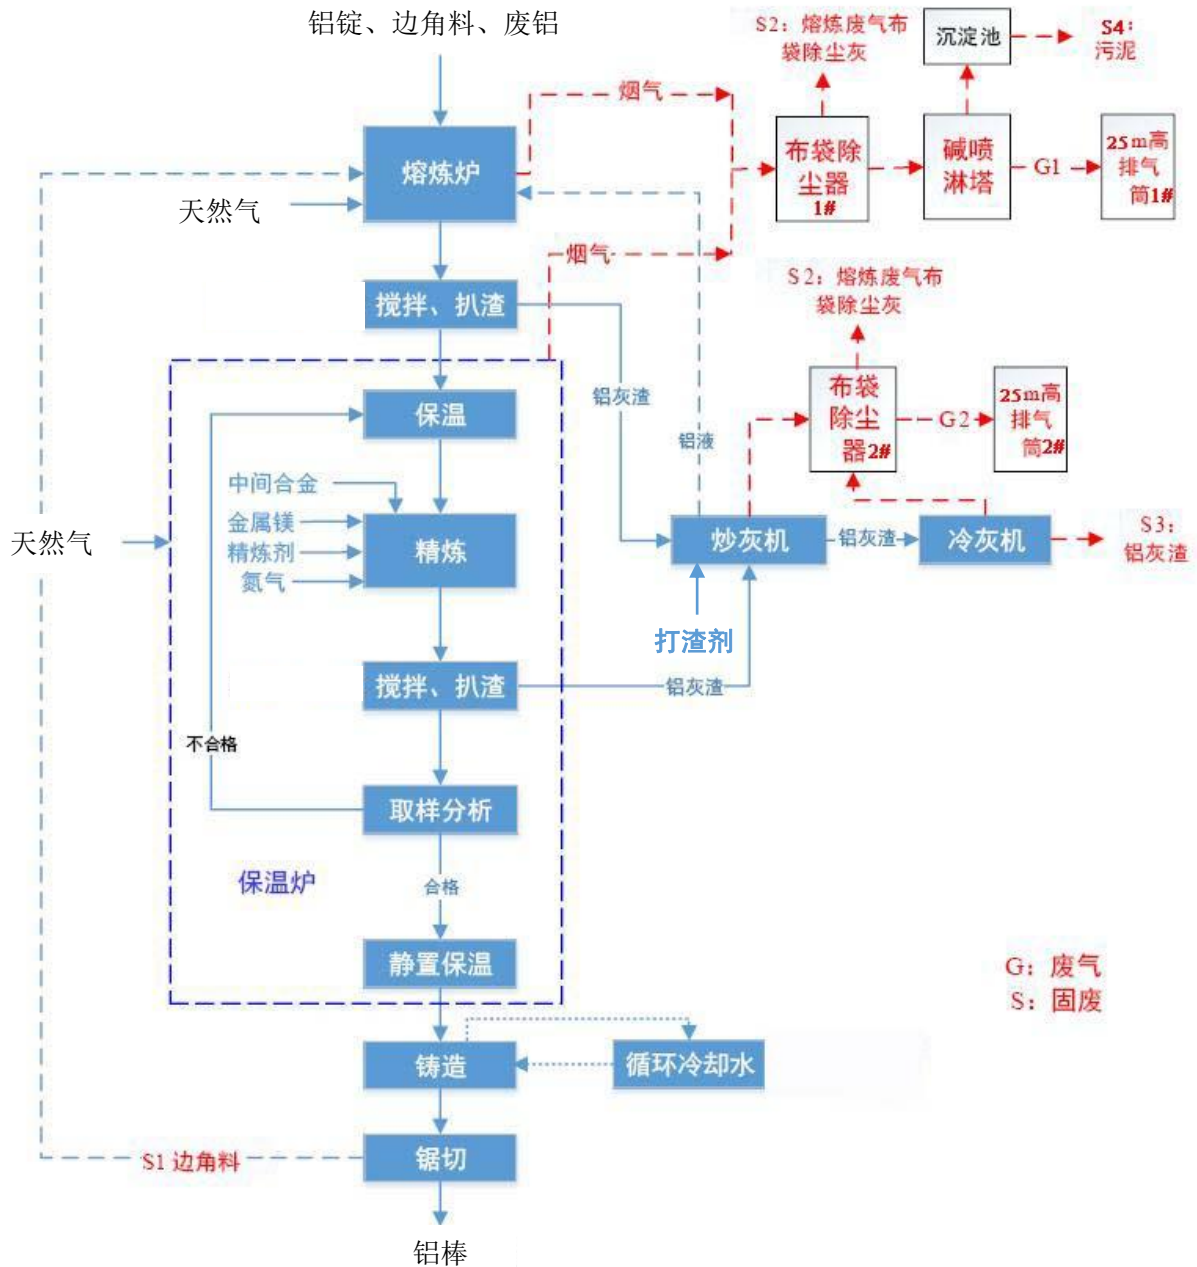 铝锭、边角料、废铝
S2：熔炼废气布
袋除尘灰
沉淀池
S4：
污泥
烟气
熔炼炉
布袋除
尘器
1#
碱喷
淋塔
G1
25m高
排气
筒1#
天然气
烟气
搅拌、扒渣
S2：熔炼废气布
袋除尘灰
保温
铝灰渣
铝液
布袋
除尘
器2#
G2
25m高
排气
筒2#
中间合金
金属镁
精炼剂
氮气
精炼
天然气
炒灰机
铝灰渣
冷灰机
S3：
铝灰渣
打渣剂
搅拌、扒渣
铝灰渣
不合格
取样分析
保温炉
合格
静置保温
G：废气
S：固废
铸造
循环冷却水
S1 边角料
锯切
铝棒